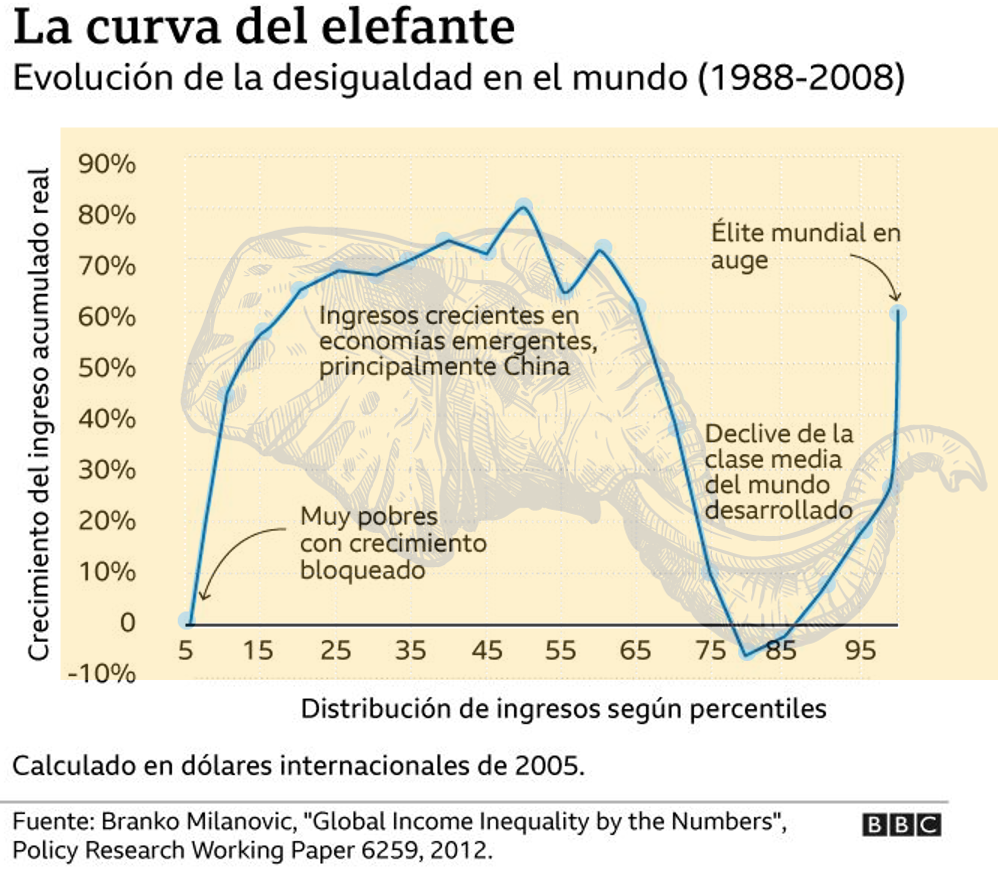 La curva del elefante
Evolución de la desigualdad en el mundo (1988-2008)
Crecimiento del ingreso acumulado real
90%
80%
70%
60%
50%
40%
30%
20%
10%
0
-10%
Élite mundial en
auge
Ingresos crecientes en
economías emergentes,
principalmente China
Declive de la
clase media
del mundo
desarrollado
Muy pobres
con crecimiento
bloqueado
5 15 25 35 45 55 65 75 85 95
Distribución de ingresos según percentiles
Calculado en dólares internacionales de 2005.
Fuente: Branko Milanovic, "Global Income Inequality by the Numbers",
Policy Research Working Paper 6259, 2012.
BBC